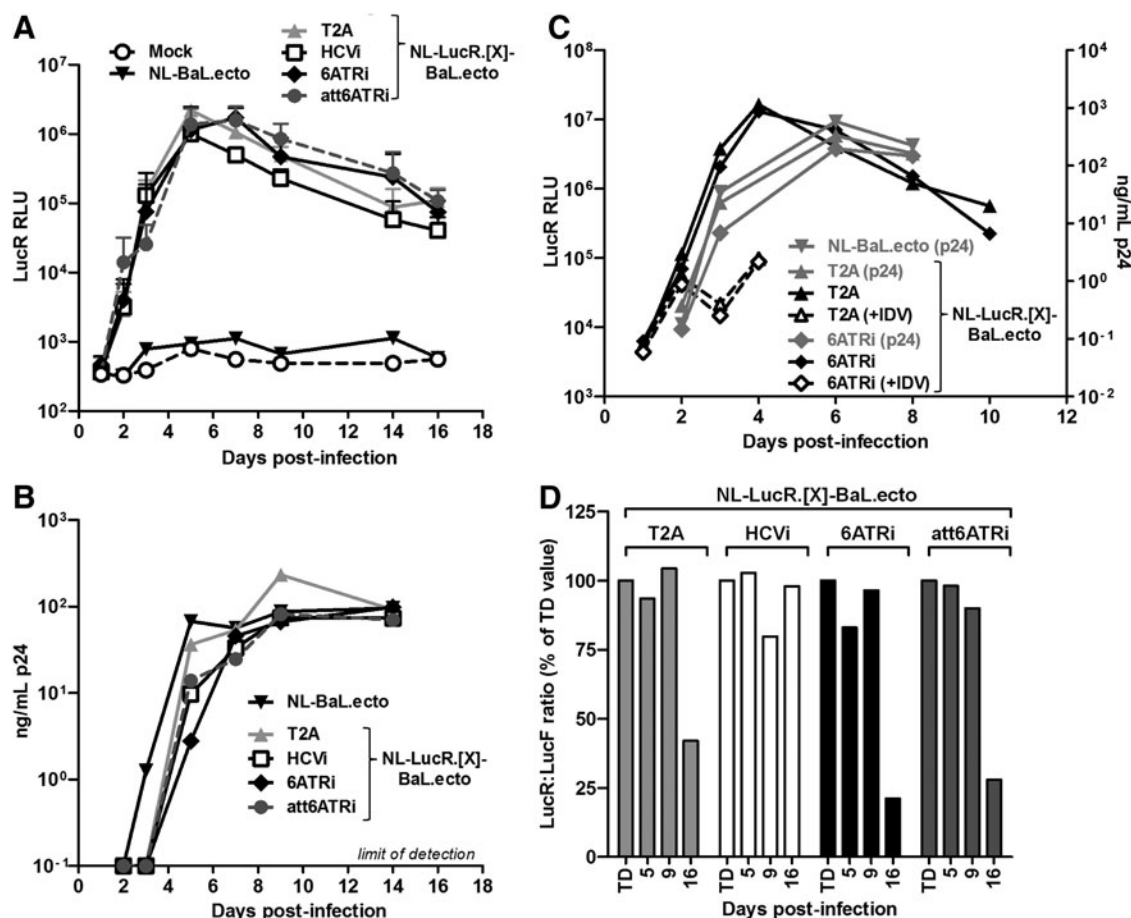 A
Mock
NL-BaL.ecto
T2A
HCVi
6ATRi
att6ATRi
NL-LucR.[X]-
BaL.ecto
LucR RLU
10^7
10^6
10^5
10^4
10^3
10^2
0 2 4 6 8 10 12 14 16 18
Days post-infection
C
LucR RLU
10^8
10^7
10^6
10^5
10^4
10^3
ng/mL p24
10^4
10^3
10^2
10^1
10^0
10^-1
10^-2
NL-BaL.ecto (p24)
T2A (p24)
T2A
T2A (+IDV)
6ATRi (p24)
6ATRi
6ATRi (+IDV)
NL-LucR.[X]-
BaL.ecto
0 2 4 6 8 10 12
Days post-infecction
B
ng/mL p24
10^3
10^2
10^1
10^0
10^-1
NL-BaL.ecto
T2A
HCVi
6ATRi
att6ATRi
NL-LucR.[X]-
BaL.ecto
limit of detection
0 2 4 6 8 10 12 14 16 18
Days post-infection
D
NL-LucR.[X]-BaL.ecto
T2A HCVi 6ATRi att6ATRi
LucR:LucF ratio (% of TD value)
125
100
75
50
25
0
TD 5 9 16 TD 5 9 16 TD 5 9 16 TD 5 9 16
Days post-infection